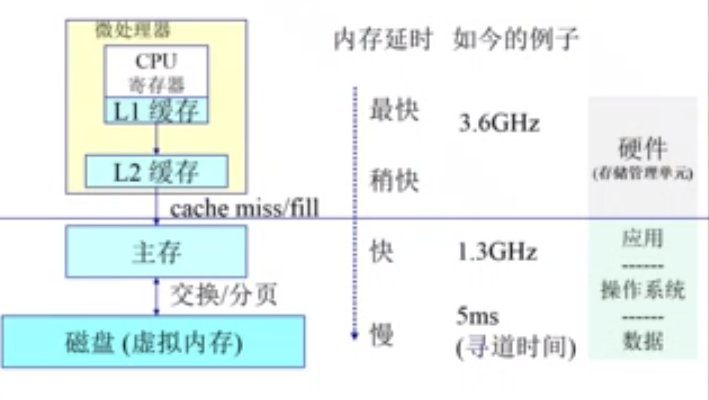 微处理器
CPU
寄存器
L1 缓存
L2 缓存
cache miss/fill
主存
交换/分页
磁盘 (虚拟内存)
内存延时 如今的例子
最快 3.6GHz
稍快
快 1.3GHz
慢 5ms
(寻道时间)
硬件
(存储管理单元)
应用
------
操作系统
------
数据